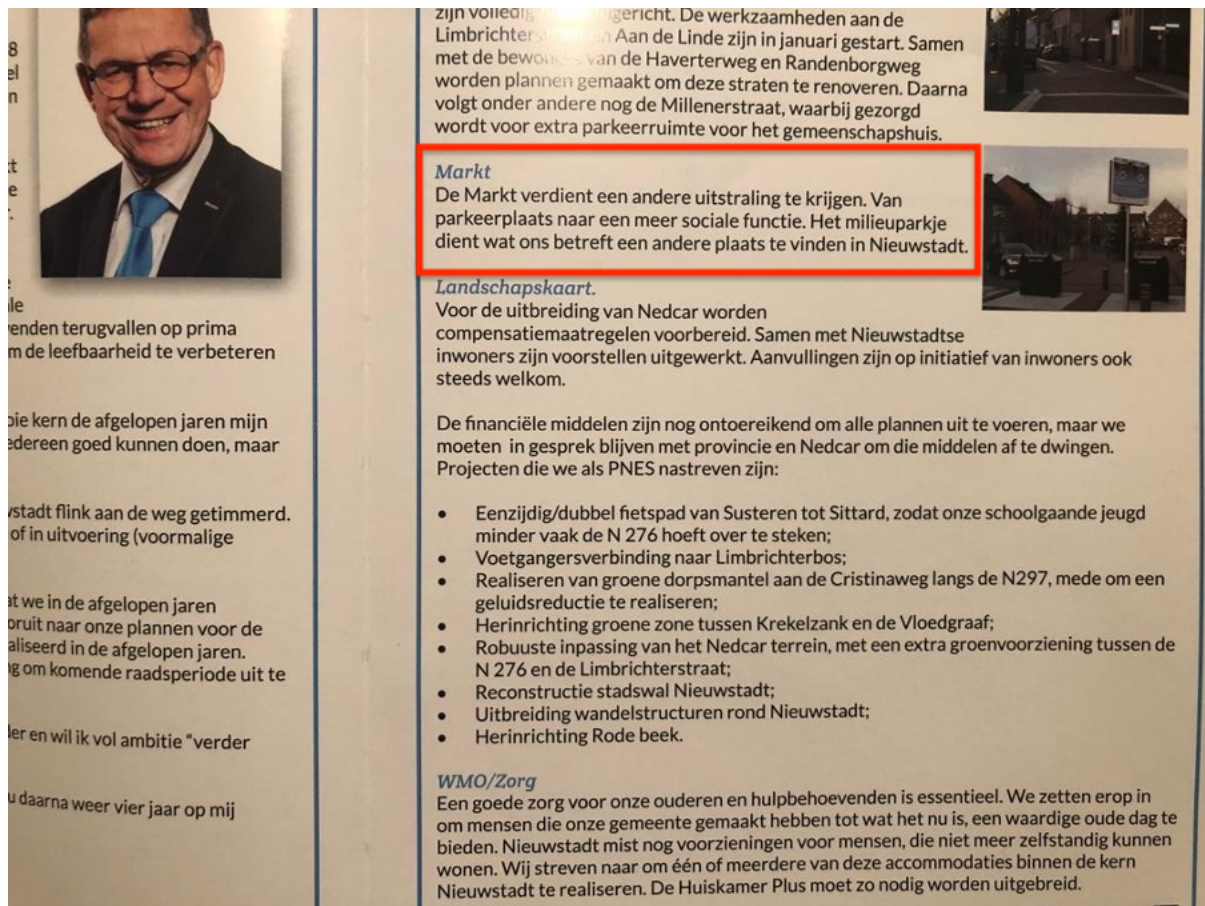 8
el
n
t
e
r.
le
enden terugvallen op prima
m de leefbaarheid te verbeteren
oie kern de afgelopen jaren mijn
edereen goed kunnen doen, maar
wstadt flink aan de weg getimmerd.
of in uitvoering (voormalige
at we in de afgelopen jaren
oruit naar onze plannen voor de
aliseerd in de afgelopen jaren.
ng om komende raadsperiode uit te
der en wil ik vol ambitie "verder
u daarna weer vier jaar op mij
zijn ingericht. De werkzaamheden aan de
Aan de Linde zijn in januari gestart. Samen
met de van de Haverterweg en Randenborgweg
worden plannen gemaakt om deze straten te renoveren. Daarna
volgt onder andere nog de Millenerstraat, waarbij gezorgd
wordt voor extra parkeerruimte voor het gemeenschapshuis.
Markt
De Markt verdient een andere uitstraling te krijgen. Van
parkeerplaats naar een meer sociale functie. Het milieuparkje
dient wat ons betreft een andere plaats te vinden in Nieuwstadt.
Landschapskaart.
Voor de uitbreiding van Nedcar worden
compensatiemaatregelen voorbereid. Samen met Nieuwstadtse
inwoners zijn voorstellen uitgewerkt. Aanvullingen zijn op initiatief van inwoners ook
steeds welkom.
De financiële middelen zijn nog ontoereikend om alle plannen uit te voeren, maar we
moeten in gesprek blijven met provincie en Nedcar om die middelen af te dwingen.
Projecten die we als PNES nastreven zijn:
• Eenzijdig/dubbel fietspad van Susteren tot Sittard, zodat onze schoolgaande jeugd
minder vaak de N 276 hoeft over te steken;
• Voetgangersverbinding naar Limbrichterbos;
• Realiseren van groene dorpsmantel aan de Cristinaweg langs de N297, mede om een
geluidsreductie te realiseren;
• Herinrichting groene zone tussen Krekelzank en de Vloedgraaf;
• Robuuste inpassing van het Nedcar terrein, met een extra groenvoorziening tussen de
N 276 en de Limbrichterstraat;
• Reconstructie stadswal Nieuwstadt;
• Uitbreiding wandelstructuren rond Nieuwstadt;
• Herinrichting Rode beek.
WMO/Zorg
Een goede zorg voor onze ouderen en hulpbehoevenden is essentieel. We zetten erop in
om mensen die onze gemeente gemaakt hebben tot wat het nu is, een waardige oude dag te
bieden. Nieuwstadt mist nog voorzieningen voor mensen, die niet meer zelfstandig kunnen
wonen. Wij streven naar om één of meerdere van deze accommodaties binnen de kern
Nieuwstadt te realiseren. De Huiskamer Plus moet zo nodig worden uitgebreid.